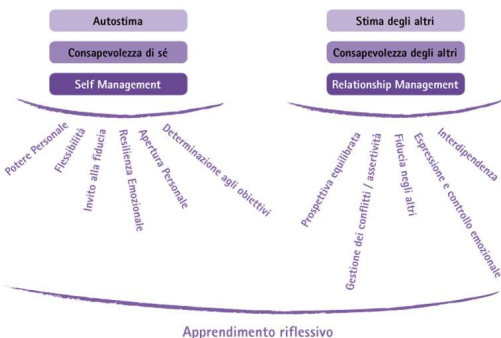 Autostima
Consapevolezza di sé
Self Management
Potere Personale
Flessibilità
Invito alla fiducia
Resilienza Emozionale
Apertura Personale
Determinazione agli obiettivi
Stima degli altri
Consapevolezza degli altri
Relationship Management
Prospettiva equilibrata
Gestione dei conflitti / assertività
Fiducia negli altri
Espressione e controllo emozionale
Interdipendenza
Apprendimento riflessivo